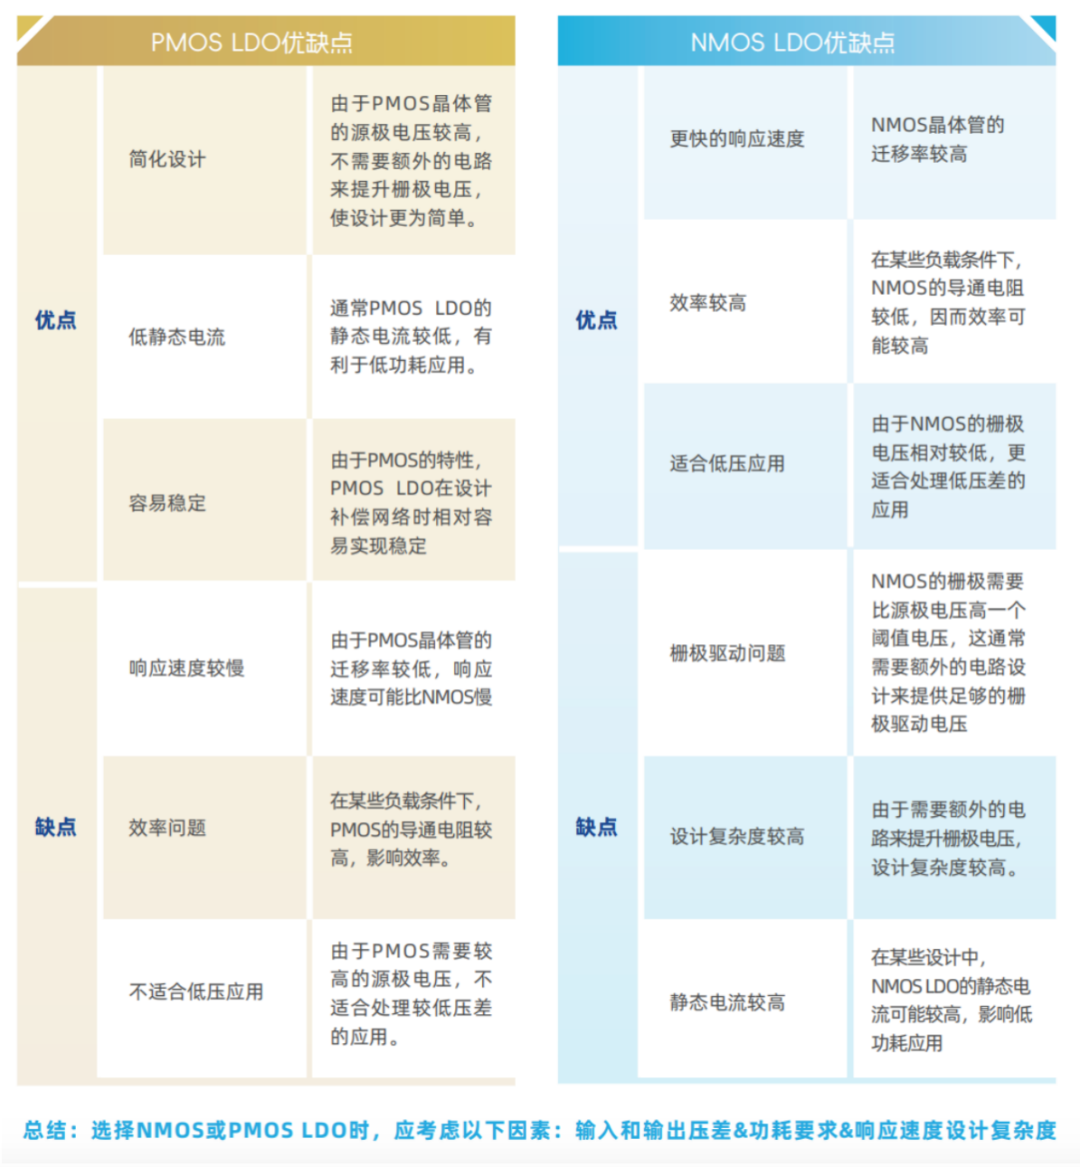 PMOS LDO优缺点
优点
简化设计
由于PMOS晶体管
的源极电压较高，
不需要额外的电路
来提升栅极电压，
使设计更为简单。
低静态电流
通常PMOS LDO的
静态电流较低，有
利于低功耗应用。
容易稳定
由于PMOS的特性，
PMOS LDO在设计
补偿网络时相对容
易实现稳定
缺点
响应速度较慢
由于PMOS晶体管的
迁移率较低，响应
速度可能比NMOS慢
效率问题
在某些负载条件下，
PMOS的导通电阻较
高，影响效率。
不适合低压应用
由于PMOS需要较
高的源极电压，不
适合处理较低压差
的应用。
NMOS LDO优缺点
优点
更快的响应速度
NMOS晶体管的
迁移率较高
效率较高
在某些负载条件下，
NMOS的导通电阻
较低，因而效率可
能较高
适合低压应用
由于NMOS的栅极
电压相对较低，更
适合处理低压差的
应用
缺点
栅极驱动问题
NMOS的栅极需要
比源极电压高一个
阈值电压，这通常
需要额外的电路设
计来提供足够的栅
极驱动电压
设计复杂度较高
由于需要额外的电
路来提升栅极电压，
设计复杂度较高。
静态电流较高
在某些设计中，
NMOS LDO的静态电
流可能较高，影响低
功耗应用
总结：选择NMOS或PMOS LDO时，应考虑以下因素：输入和输出压差&功耗要求&响应速度设计复杂度